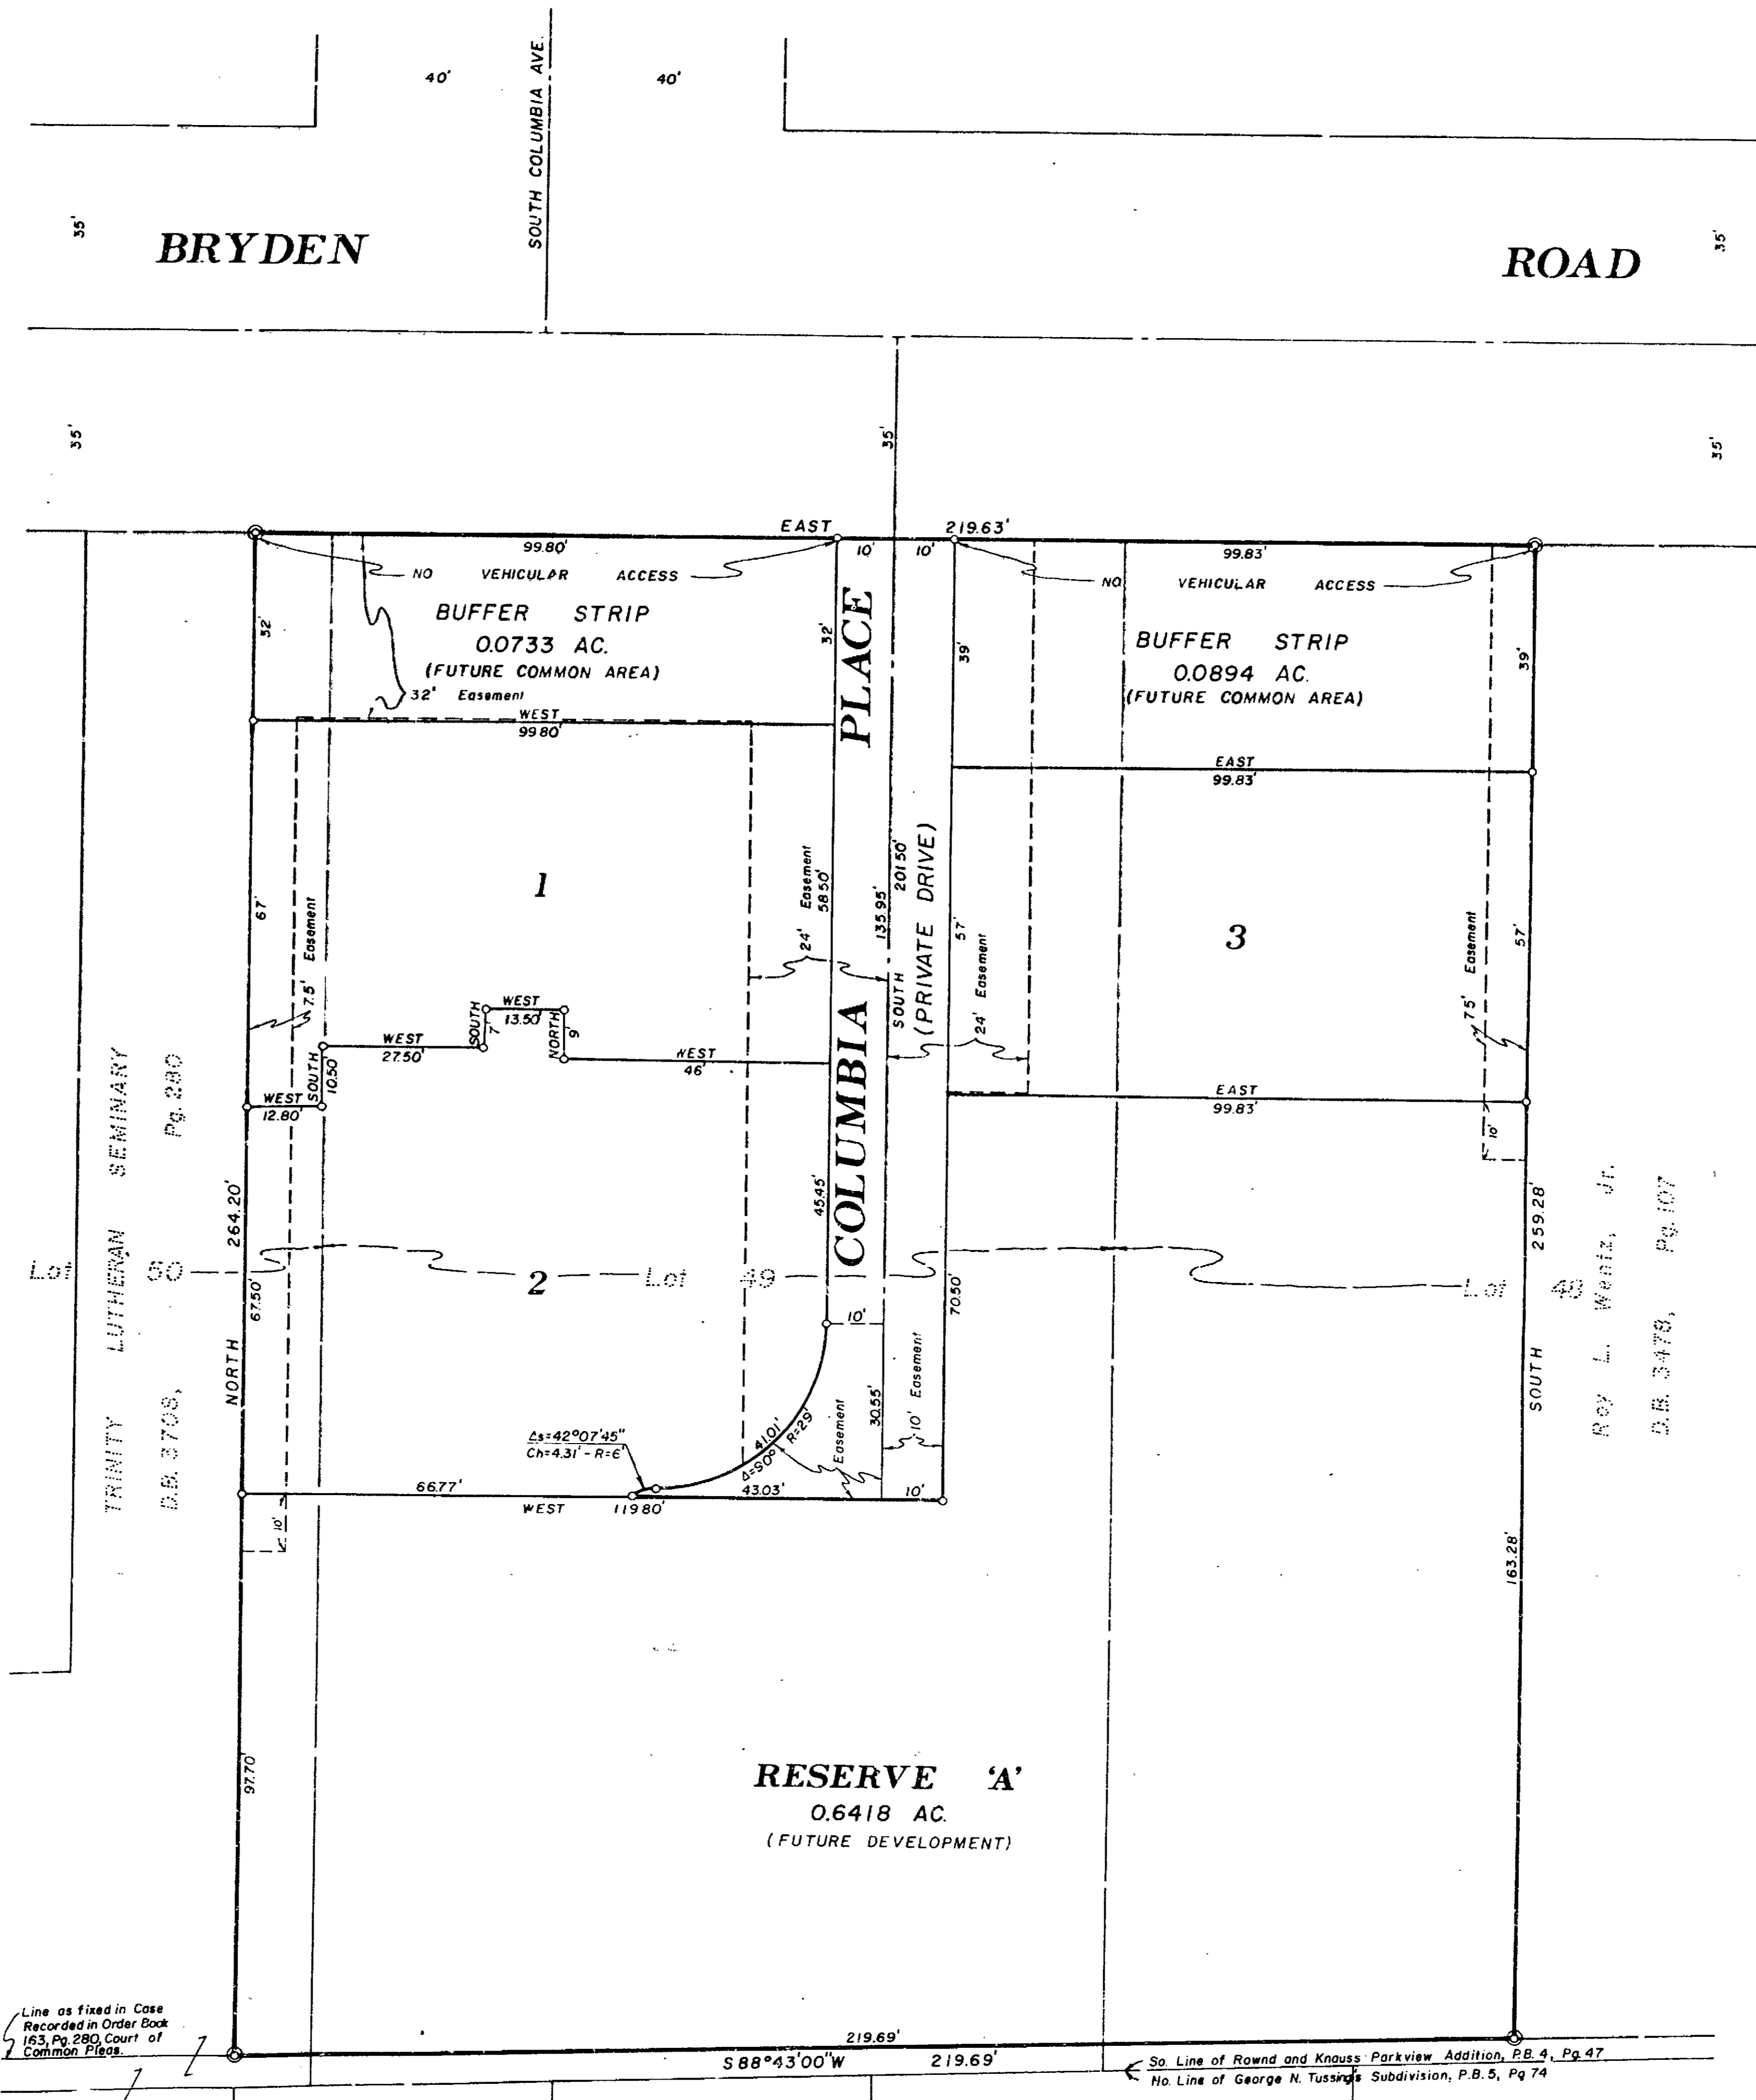 SOUTH COLUMBIA AVE.
40'
40'
35'
BRYDEN
ROAD
35'
35'
35'
35'
EAST
219.63'
99.80'
10'
10'
99.83'
NO VEHICULAR ACCESS
NO VEHICULAR ACCESS
BUFFER STRIP
0.0733 AC.
(FUTURE COMMON AREA)
32' Easement
32'
32'
BUFFER STRIP
0.0894 AC.
(FUTURE COMMON AREA)
39'
39'
WEST
99.80'
EAST
99.83'
COLUMBIA PLACE
(PRIVATE DRIVE)
1
67'
7.5' Easement
24' Easement
58.50'
135.95'
201.50'
SOUTH
57'
24' Easement
3
7.5' Easement
57'
WEST
27.50'
SOUTH
7'
WEST
13.50'
NORTH
9'
WEST
46'
SOUTH
10.50'
WEST
12.80'
EAST
99.83'
10'
TRINITY LUTHERAN SEMINARY
D.B. 3708, Pg. 280
264.20'
NORTH
67.50'
Lot 50
2
Lot 49
Lot 48
45.45'
70.50'
259.28'
SOUTH
Roy L. Wentz, Jr.
D.B. 3478, Pg. 107
10'
30.55'
10' Easement
Easement
41.01'
R=29'
Δ=90°
Δs=42°07'45"
Ch=4.31' - R=6'
66.77'
43.03'
10'
WEST 119.80'
10'
163.28'
97.70'
RESERVE 'A'
0.6418 AC.
(FUTURE DEVELOPMENT)
Line as fixed in Case
Recorded in Order Book
163, Pg. 280, Court of
Common Pleas.
219.69'
S 88°43'00"W 219.69'
So. Line of Rownd and Knauss Parkview Addition, P.B. 4, Pg. 47
No. Line of George N. Tussing's Subdivision, P.B. 5, Pg 74